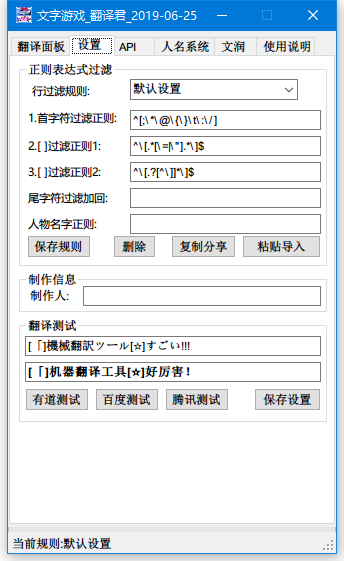 文字游戏_翻译君_2019-06-25
翻译面板 设置 API 人名系统 文润 使用说明
正则表达式过滤
行过滤规则: 默认设置
1.首字符过滤正则: ^[;\*\@\{\}\t\:\/]
2.[ ]过滤正则1: ^\[.*[\=|\"].*\]$
3.[ ]过滤正则2: ^\[.?[^\]]*\]$
尾字符过滤加回:
人物名字正则:
保存规则 删除 复制分享 粘贴导入
制作信息
制作人:
翻译测试
[「]機械翻訳ツール[☆]すごい!!!
[「]机器翻译工具[☆]好厉害！
有道测试 百度测试 腾讯测试 保存设置
当前规则:默认设置